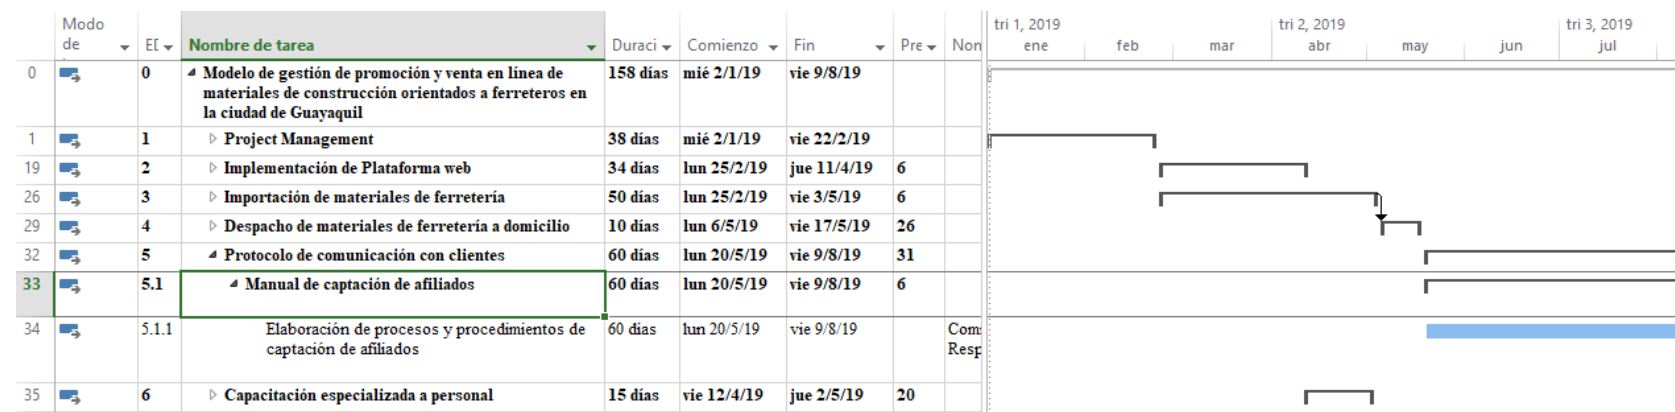 Modo de
EI Nombre de tarea Duraci Comienzo Fin Pre Non
tri 1, 2019 tri 2, 2019 tri 3, 2019
ene feb mar abr may jun jul
0 0 Modelo de gestión de promoción y venta en línea de 158 días mié 2/1/19 vie 9/8/19
materiales de construcción orientados a ferreteros en
la ciudad de Guayaquil
1 1 Project Management 38 días mié 2/1/19 vie 22/2/19
19 2 Implementación de Plataforma web 34 días lun 25/2/19 jue 11/4/19 6
26 3 Importación de materiales de ferretería 50 días lun 25/2/19 vie 3/5/19 6
29 4 Despacho de materiales de ferretería a domicilio 10 días lun 6/5/19 vie 17/5/19 26
32 5 Protocolo de comunicación con clientes 60 días lun 20/5/19 vie 9/8/19 31
33 5.1 Manual de captación de afiliados 60 días lun 20/5/19 vie 9/8/19 6
34 5.1.1 Elaboración de procesos y procedimientos de 60 días lun 20/5/19 vie 9/8/19 Com
captación de afiliados Resp
35 6 Capacitación especializada a personal 15 días vie 12/4/19 jue 2/5/19 20